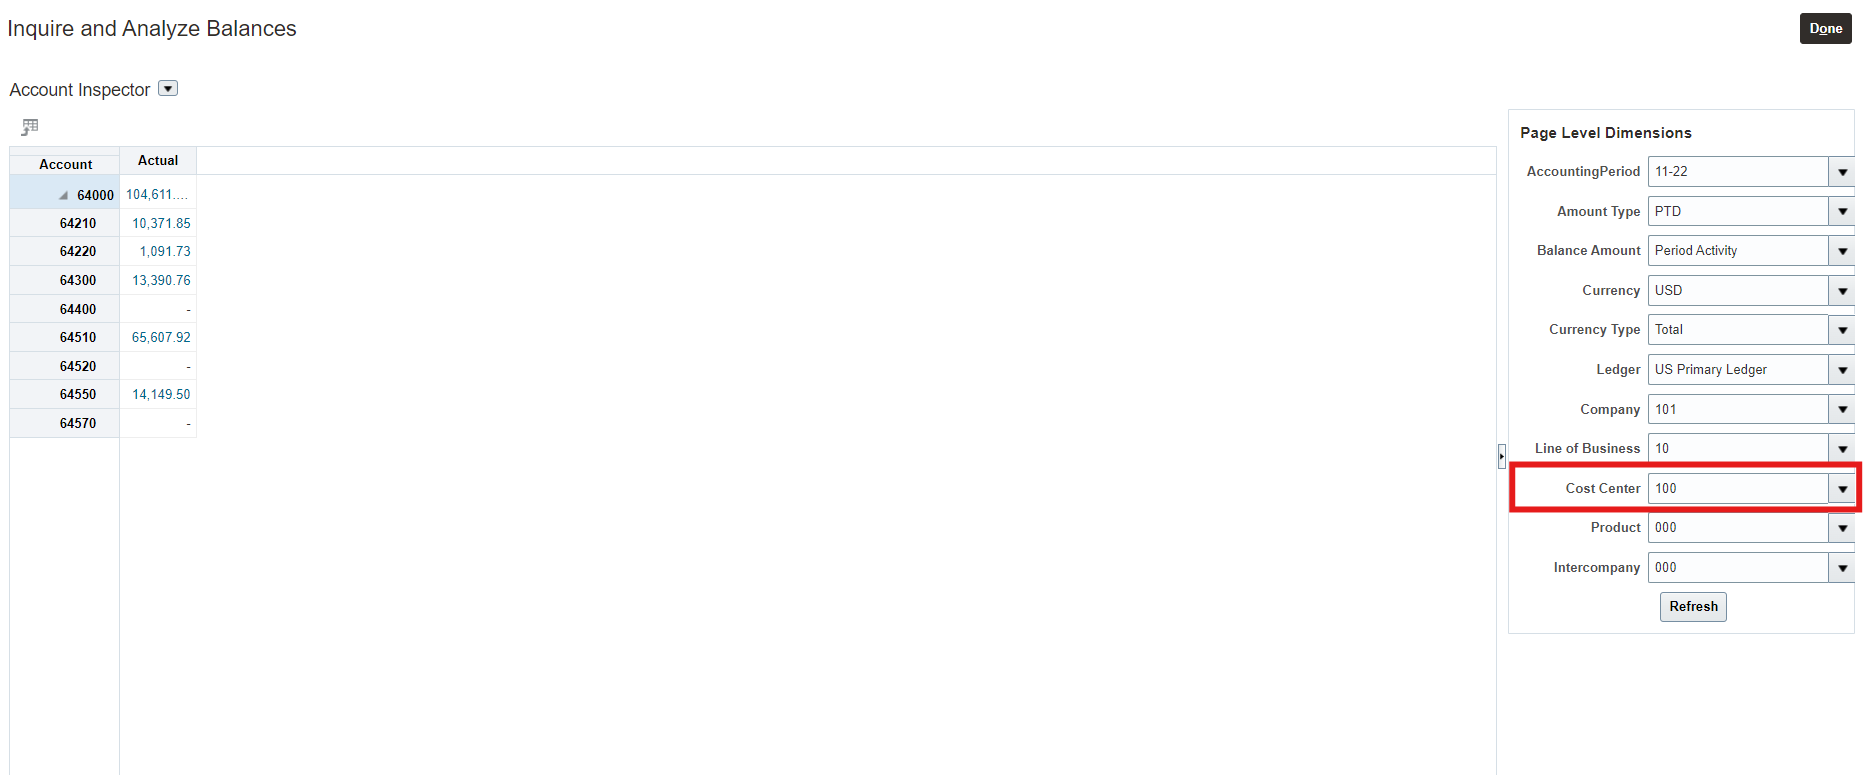 Inquire and Analyze Balances
Done
Account Inspector
Account Actual
64000 104,611....
64210 10,371.85
64220 1,091.73
64300 13,390.76
64400 -
64510 65,607.92
64520 -
64550 14,149.50
64570 -
Page Level Dimensions
AccountingPeriod 11-22
Amount Type PTD
Balance Amount Period Activity
Currency USD
Currency Type Total
Ledger US Primary Ledger
Company 101
Line of Business 10
Cost Center 100
Product 000
Intercompany 000
Refresh